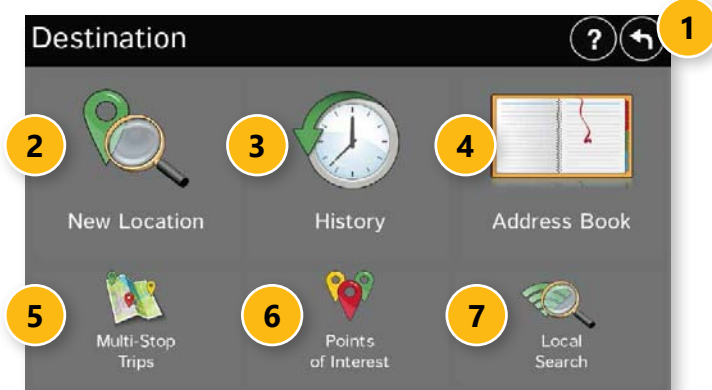 Destination
?
1
2
3
4
New Location
History
Address Book
5
6
7
Multi-Stop
Trips
Points
of Interest
Local
Search